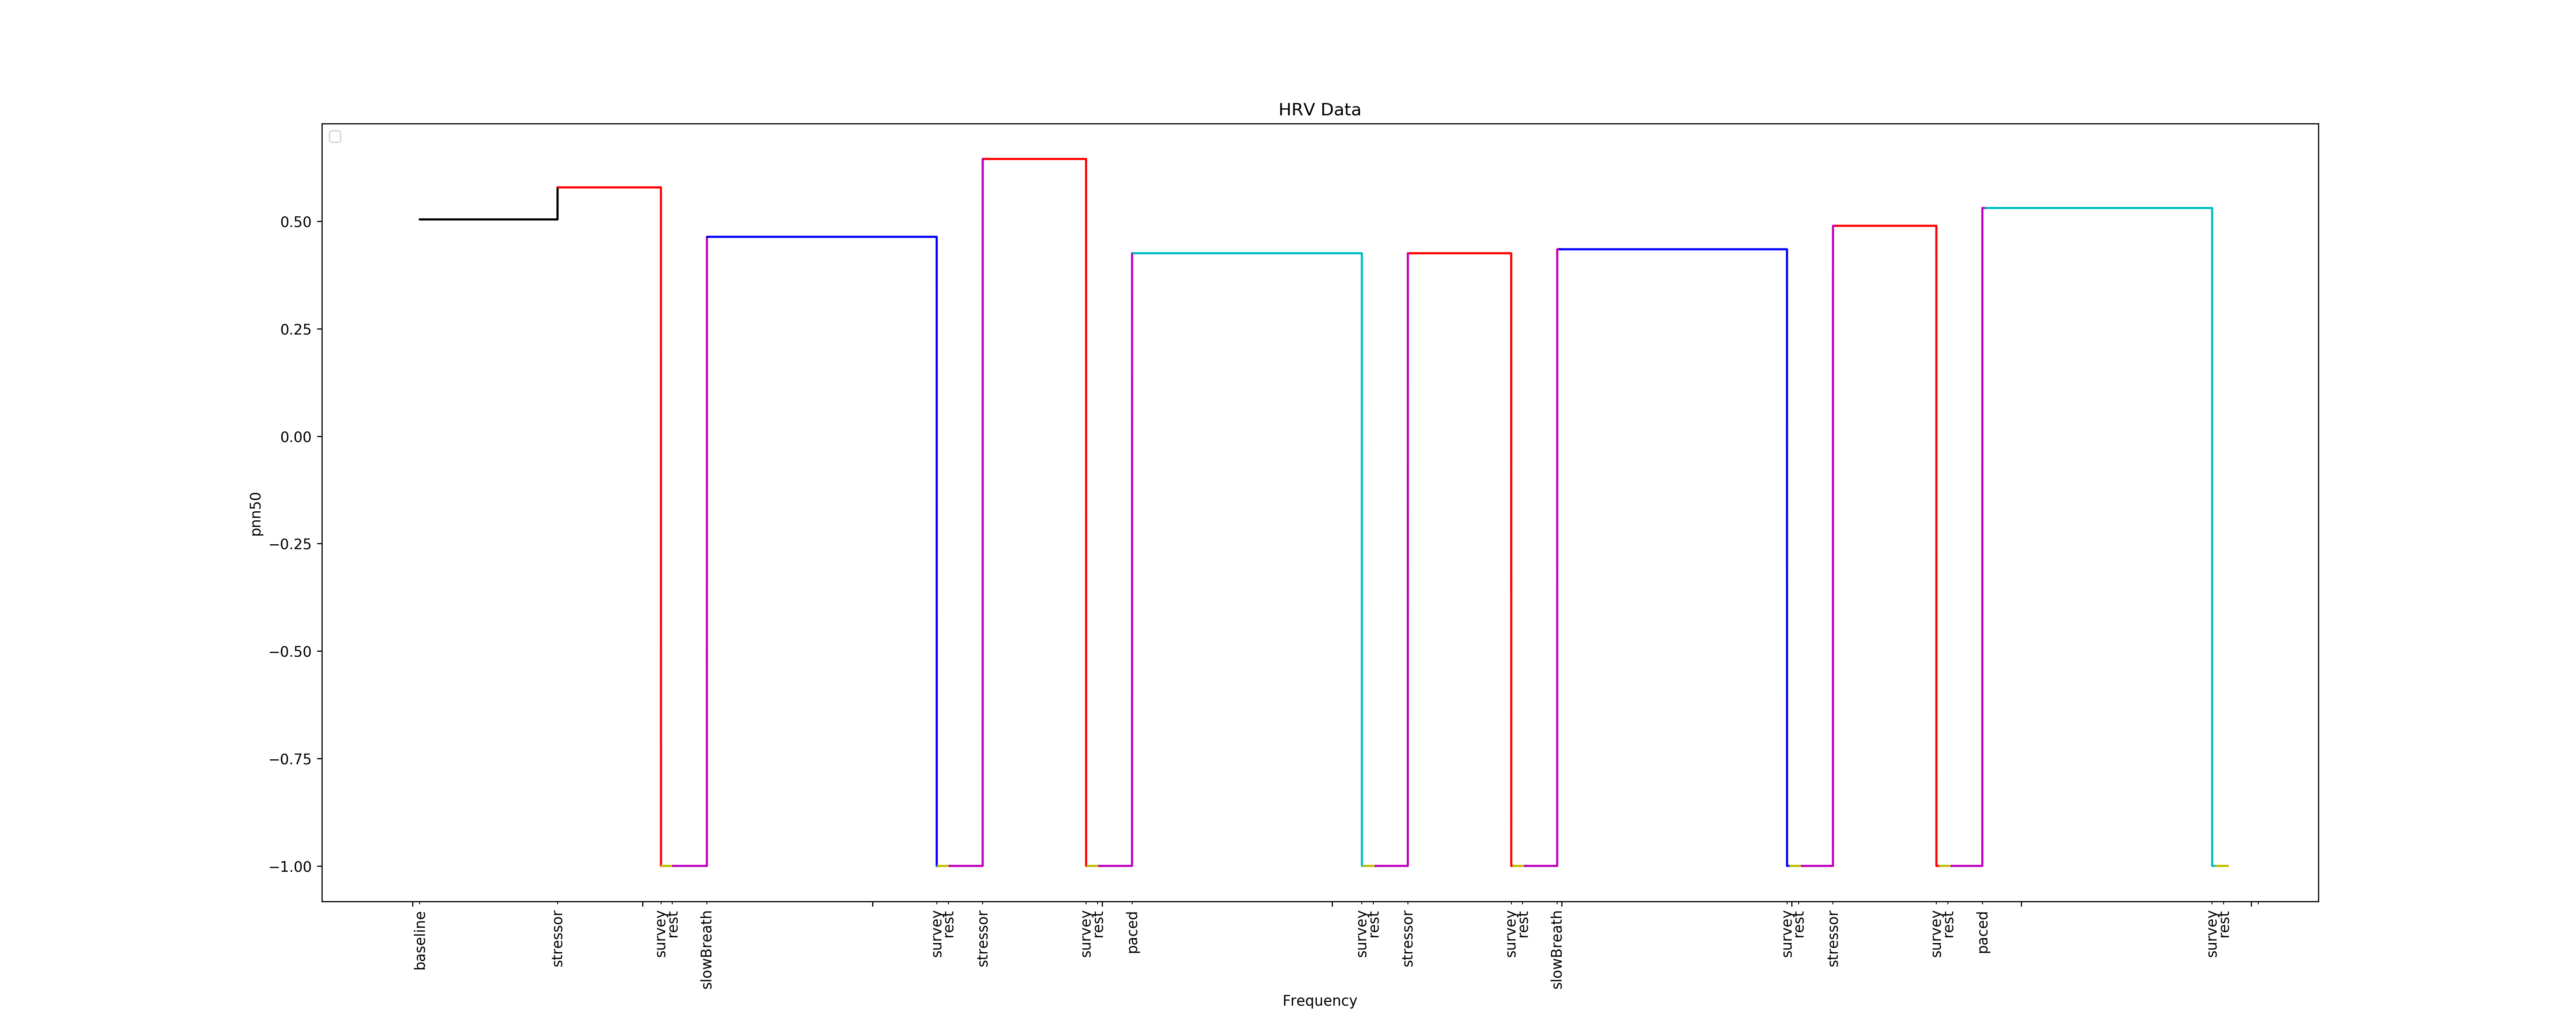 HRV Data
pnn50
0.50
0.25
0.00
−0.25
−0.50
−0.75
−1.00
baseline
stressor
survey
rest
slowBreath
survey
rest
stressor
survey
rest
paced
survey
rest
stressor
survey
rest
slowBreath
survey
rest
stressor
survey
rest
paced
survey
rest
Frequency